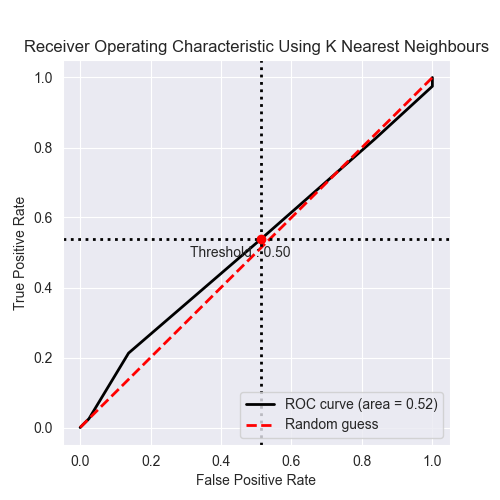 Receiver Operating Characteristic Using K Nearest Neighbours
1.0
0.8
0.6
0.4
0.2
0.0
True Positive Rate
Threshold : 0.50
ROC curve (area = 0.52)
Random guess
0.0 0.2 0.4 0.6 0.8 1.0
False Positive Rate